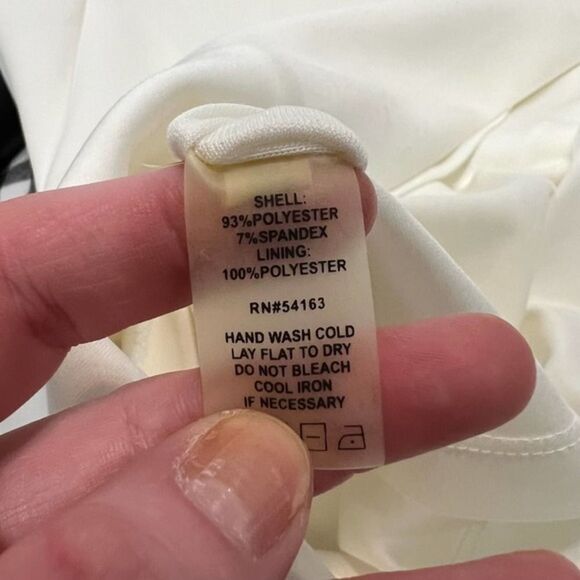 SHELL:
93%POLYESTER
7%SPANDEX
LINING:
100%POLYESTER
RN#54163
HAND WASH COLD
LAY FLAT TO DRY
DO NOT BLEACH
COOL IRON
IF NECESSARY